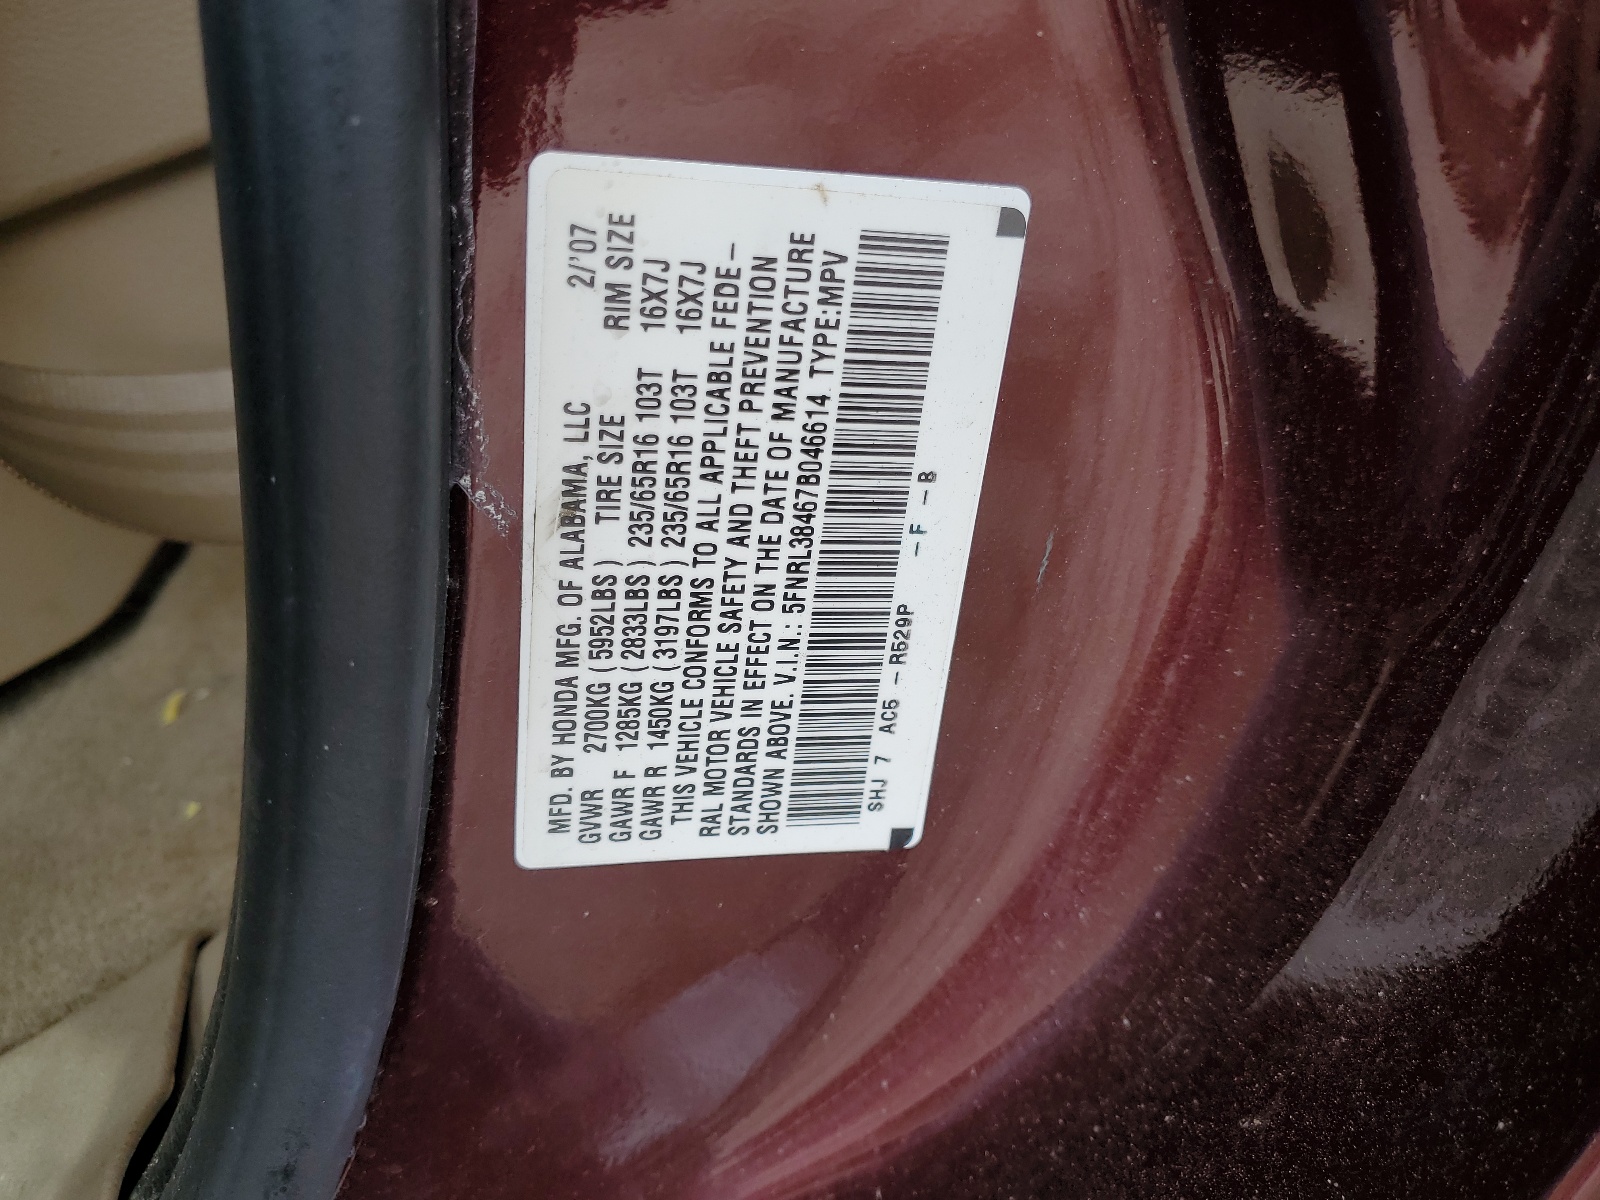 MFD. BY HONDA MFG. OF ALABAMA, LLC 2/'07
GVWR 2700KG (5952LBS) TIRE SIZE RIM SIZE
GAWR F 1285KG (2833LBS) 235/65R16 103T 16X7J
GAWR R 1450KG (3197LBS) 235/65R16 103T 16X7J
THIS VEHICLE CONFORMS TO ALL APPLICABLE FEDE-
RAL MOTOR VEHICLE SAFETY AND THEFT PREVENTION
STANDARDS IN EFFECT ON THE DATE OF MANUFACTURE
SHOWN ABOVE. V.I.N.: 5FNRL38467B046614 TYPE:MPV
SHJ 7 AC5 -R529P -F -B